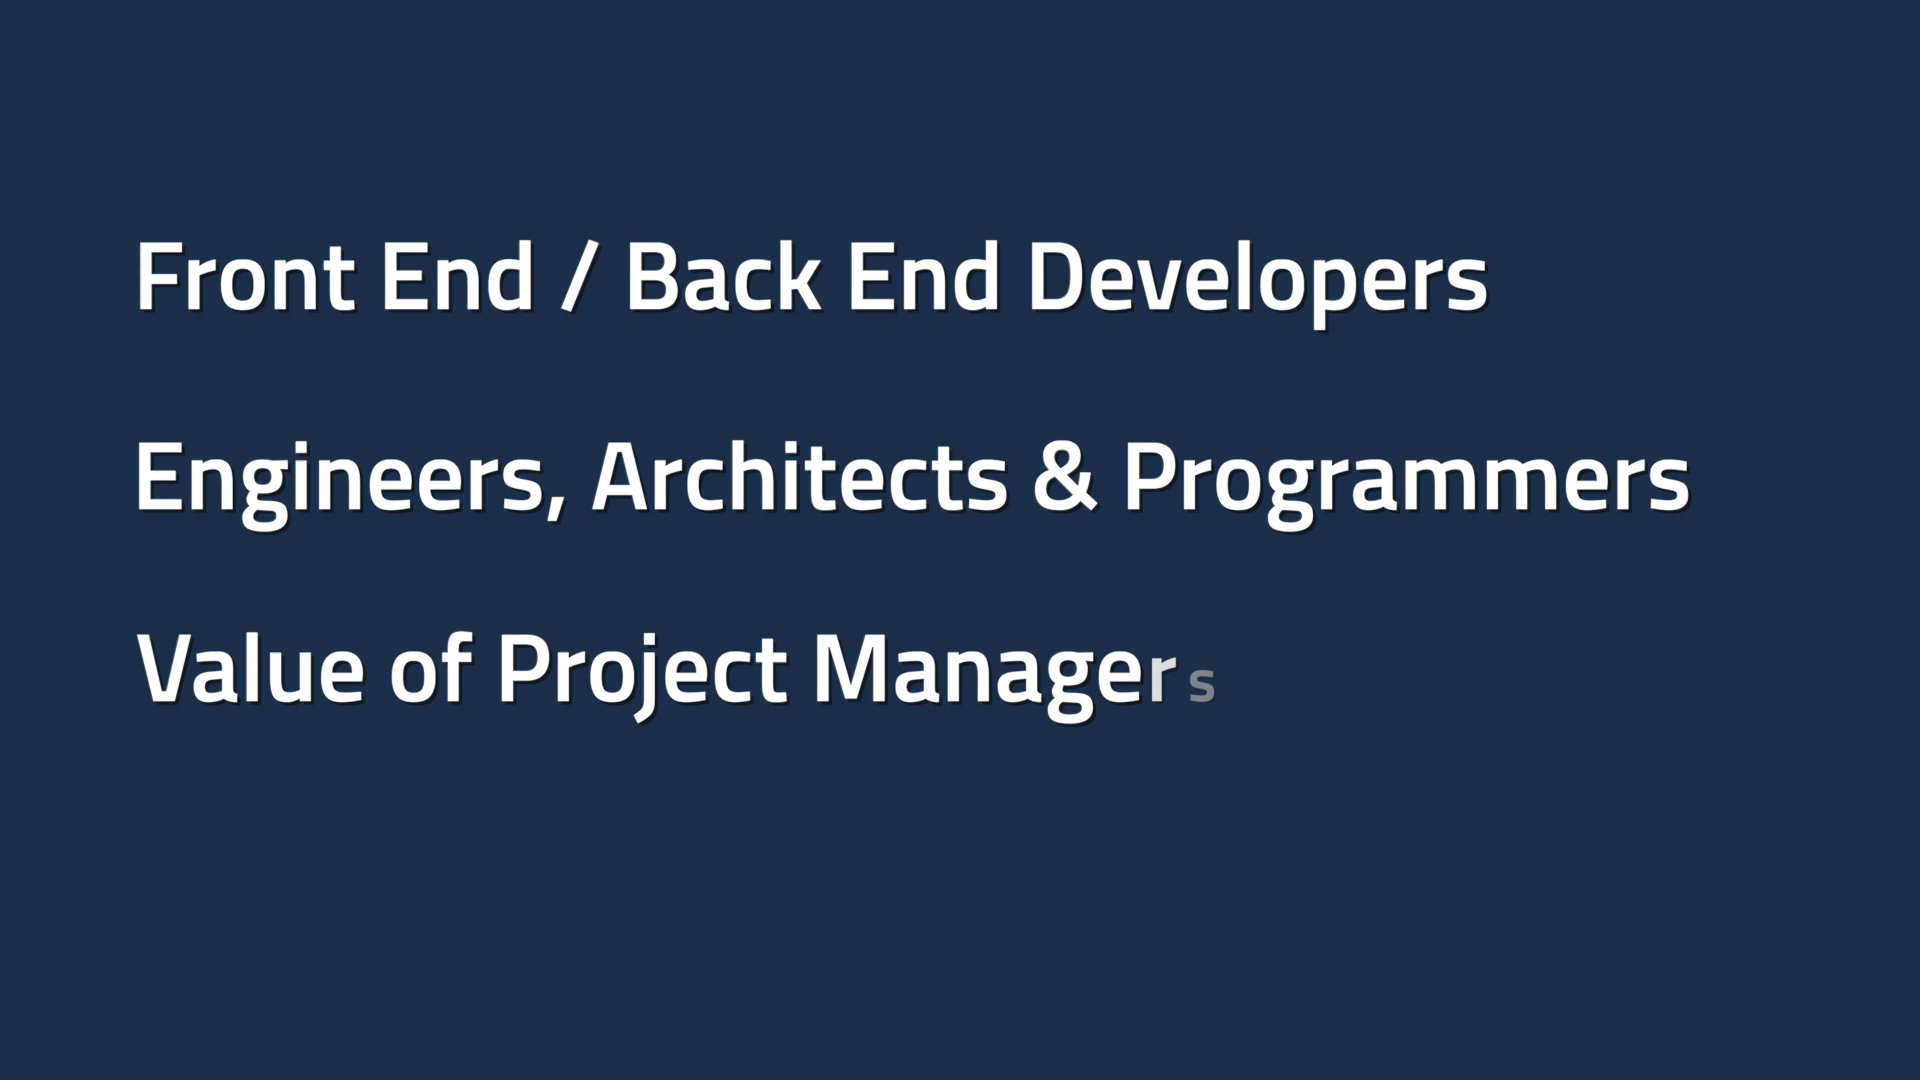 Front End / Back End Developers
Engineers, Architects & Programmers
Value of Project Managers